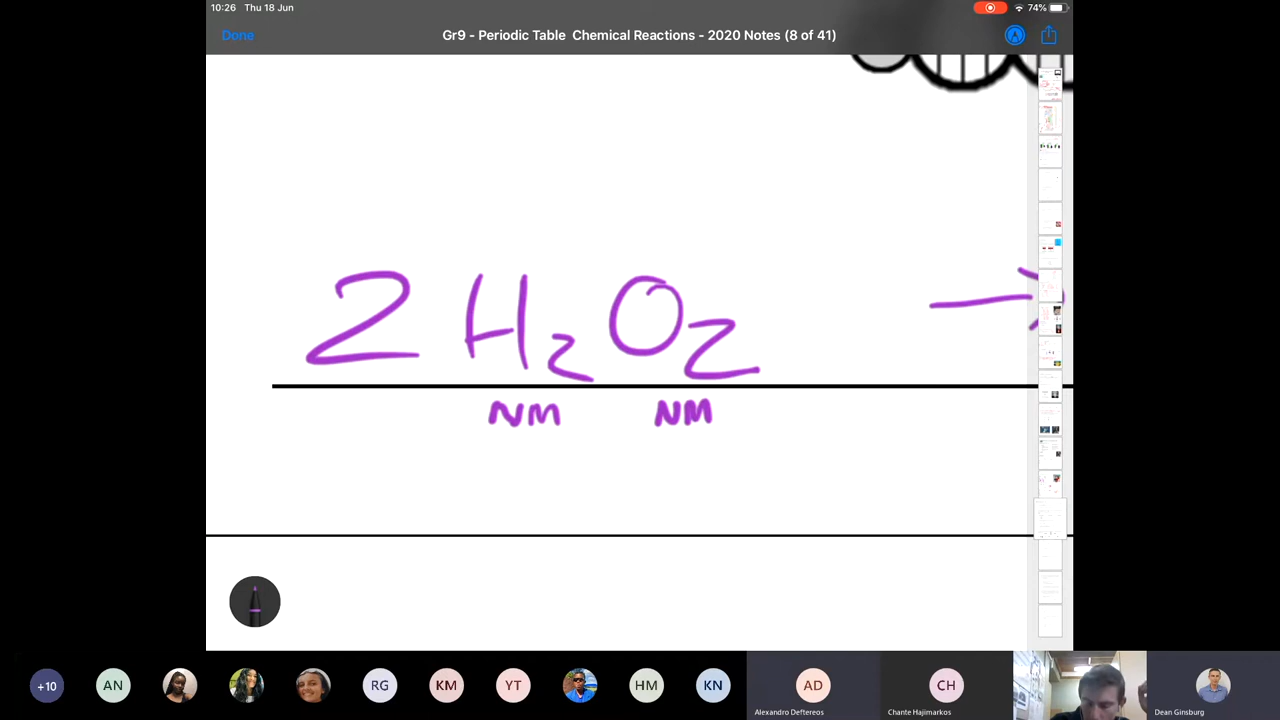 10:26 Thu 18 Jun 74%
Done Gr9 - Periodic Table Chemical Reactions - 2020 Notes (8 of 41)
2 H₂O₂ →
NM NM
+10 AN RG KM YT HM KN AD CH
Alexandro Deftereos Chante Hajimarkos Dean Ginsburg